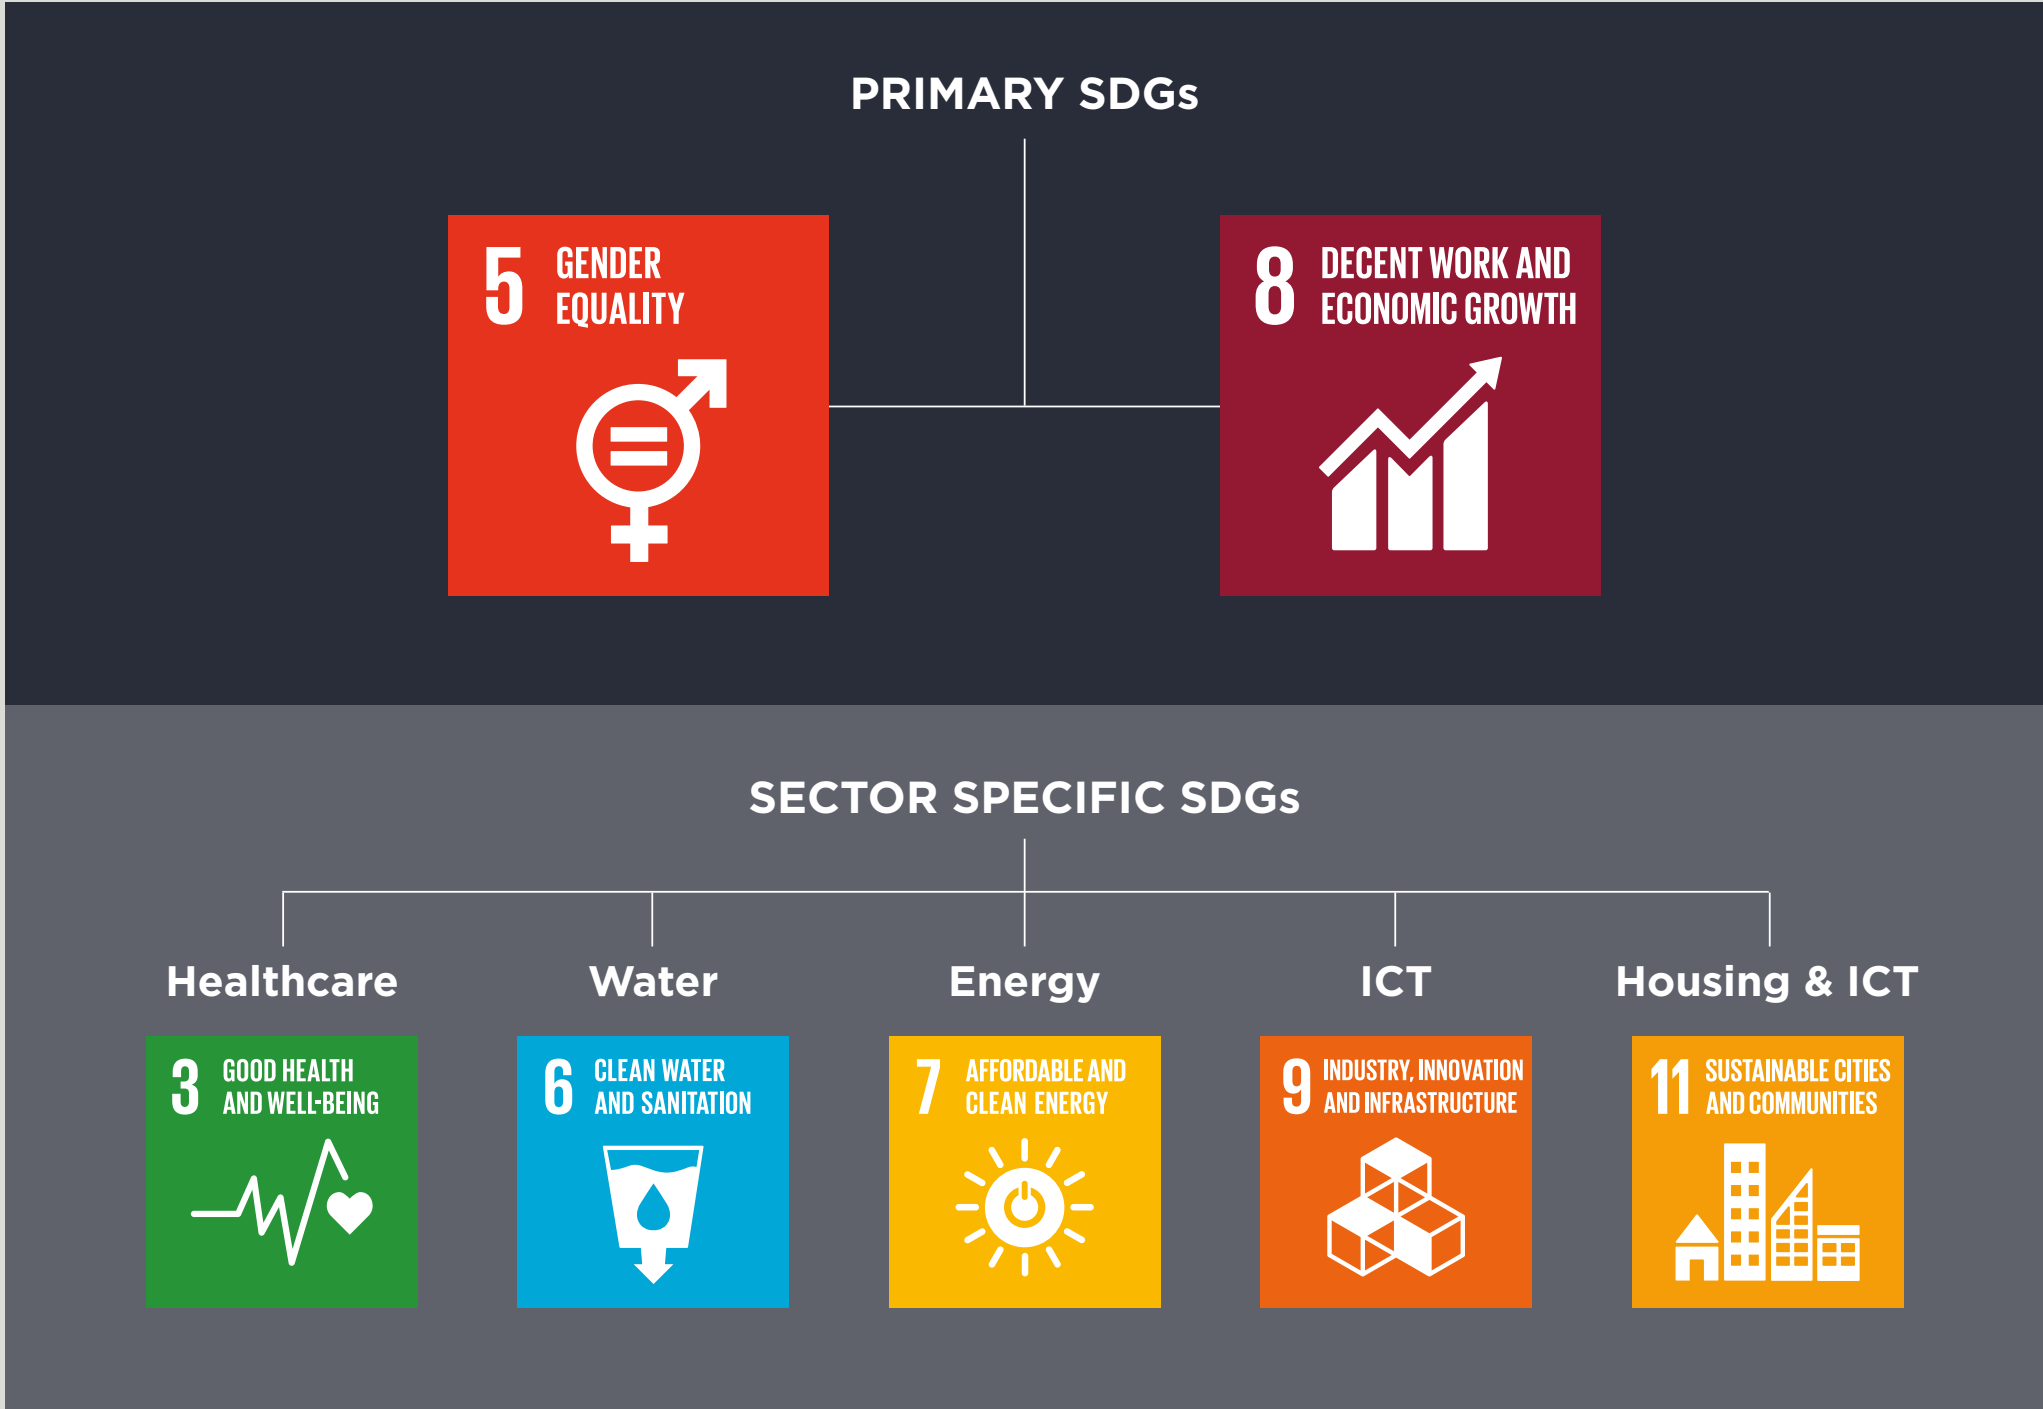 PRIMARY SDGs
5 GENDER
EQUALITY
8 DECENT WORK AND
ECONOMIC GROWTH
SECTOR SPECIFIC SDGs
Healthcare
Water
Energy
ICT
Housing & ICT
3 GOOD HEALTH
AND WELL-BEING
6 CLEAN WATER
AND SANITATION
7 AFFORDABLE AND
CLEAN ENERGY
9 INDUSTRY, INNOVATION
AND INFRASTRUCTURE
11 SUSTAINABLE CITIES
AND COMMUNITIES